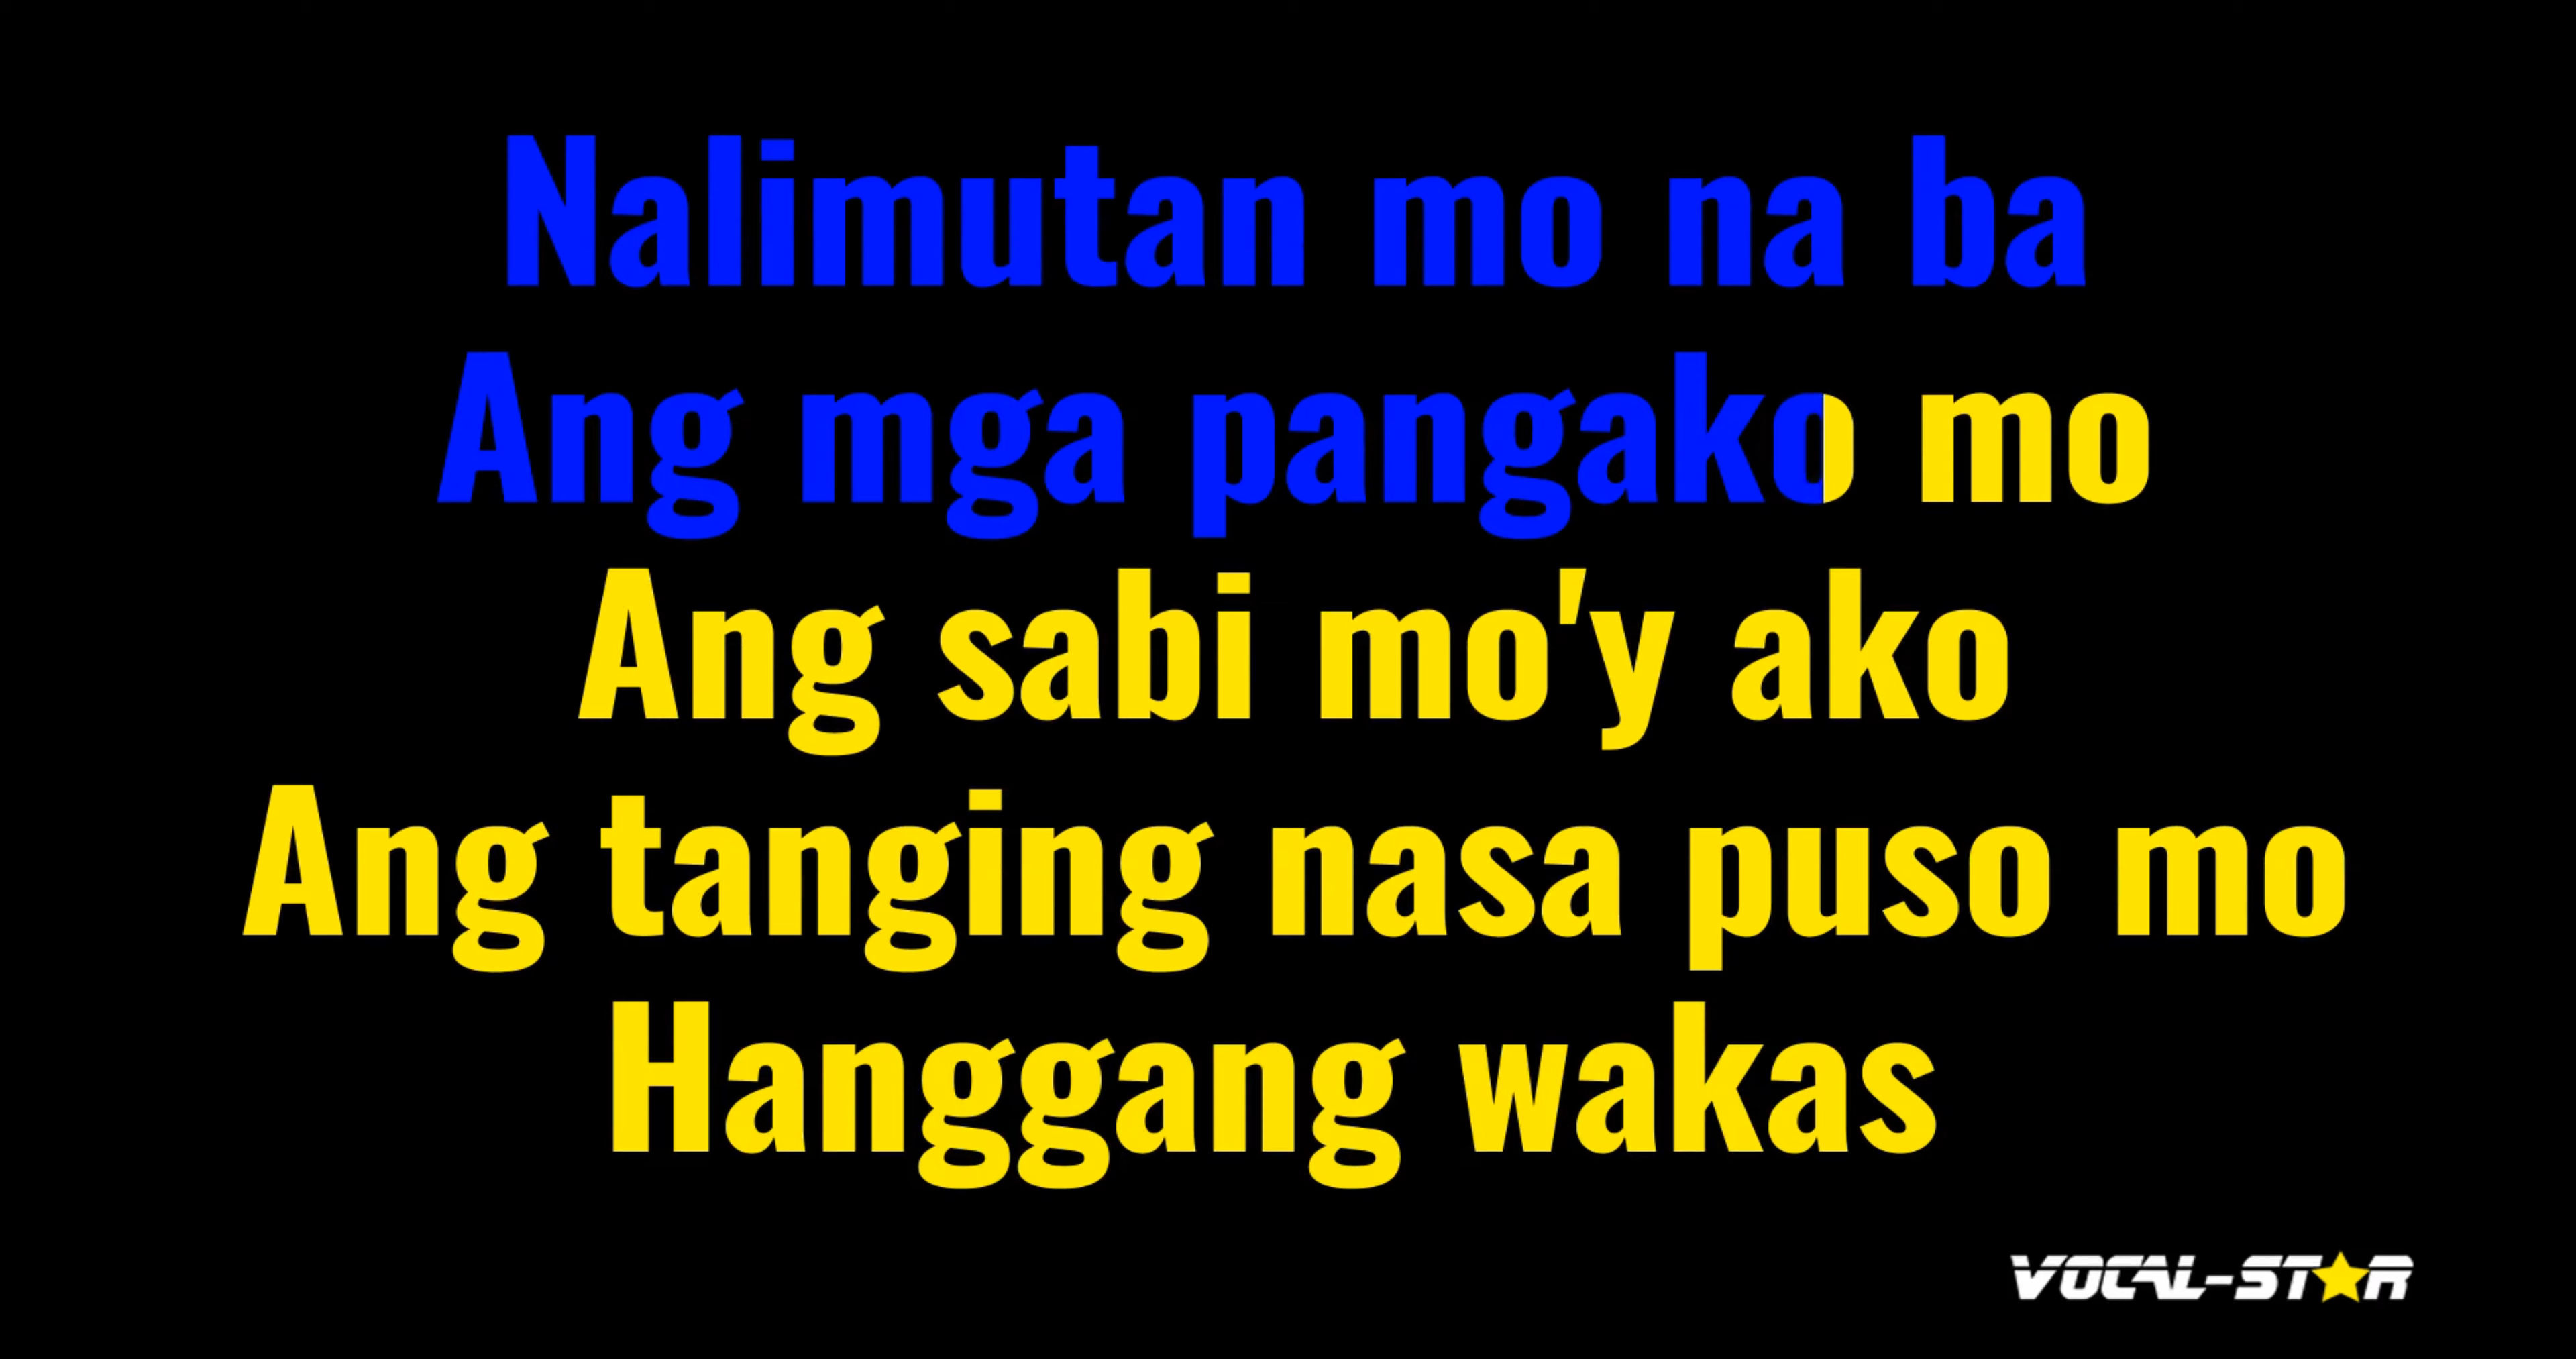 Nalimutan mo na ba
Ang mga pangako mo
Ang sabi mo'y ako
Ang tanging nasa puso mo
Hanggang wakas
VOCAL-STAR